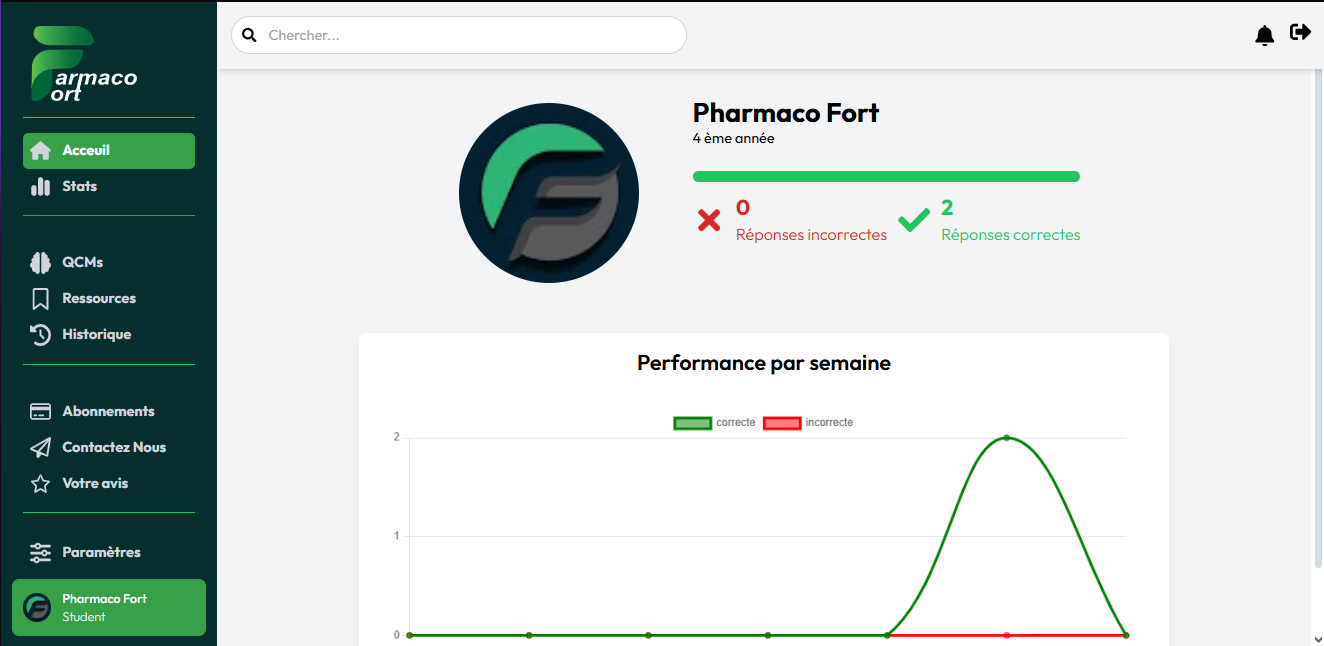 armaco
ort
Acceuil
Stats
QCMs
Ressources
Historique
Abonnements
Contactez Nous
Votre avis
Paramètres
Pharmaco Fort
Student
Chercher...
Pharmaco Fort
4 ème année
0
Réponses incorrectes
2
Réponses correctes
Performance par semaine
correcte incorrecte
2
1
0